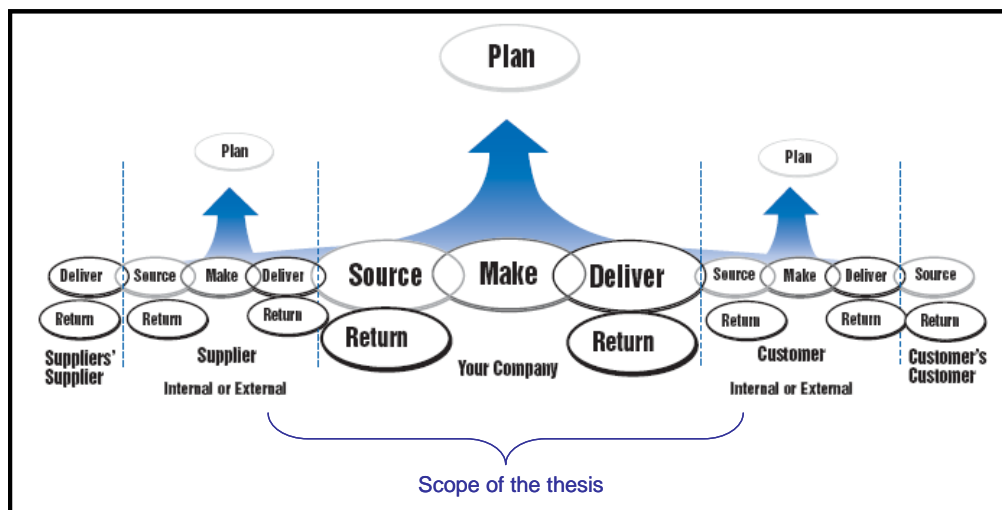 Plan
Plan
Plan
Deliver
Source
Make
Deliver
Source
Make
Deliver
Source
Make
Deliver
Source
Return
Return
Return
Return
Return
Return
Return
Return
Suppliers'
Supplier
Supplier
Internal or External
Your Company
Customer
Internal or External
Customer's
Customer
Scope of the thesis